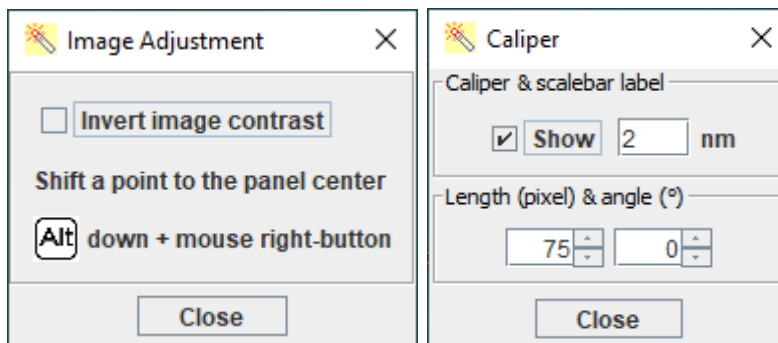 Image Adjustment
Invert image contrast
Shift a point to the panel center
Alt down + mouse right-button
Close
Caliper
Caliper & scalebar label
Show 2 nm
Length (pixel) & angle (°)
75 0
Close